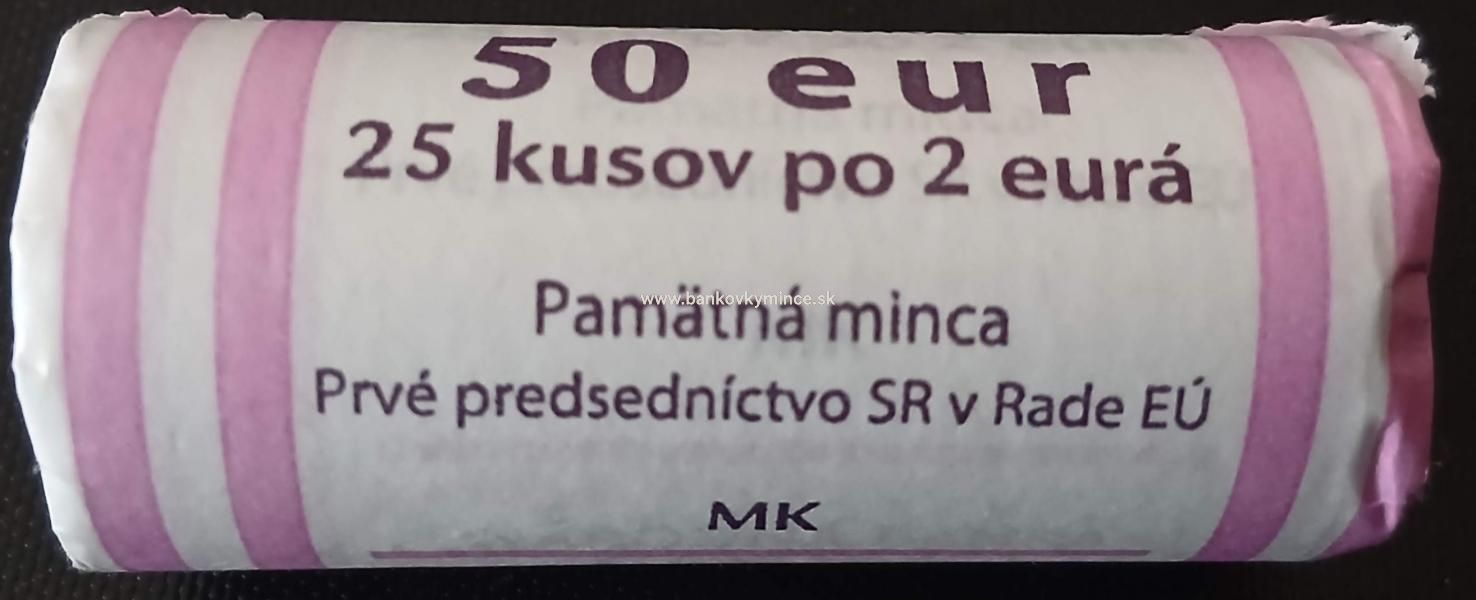 50 eur
25 kusov po 2 eurá
www.bankovkymince.sk
Pamätná minca
Prvé predsedníctvo SR v Rade EÚ
MK